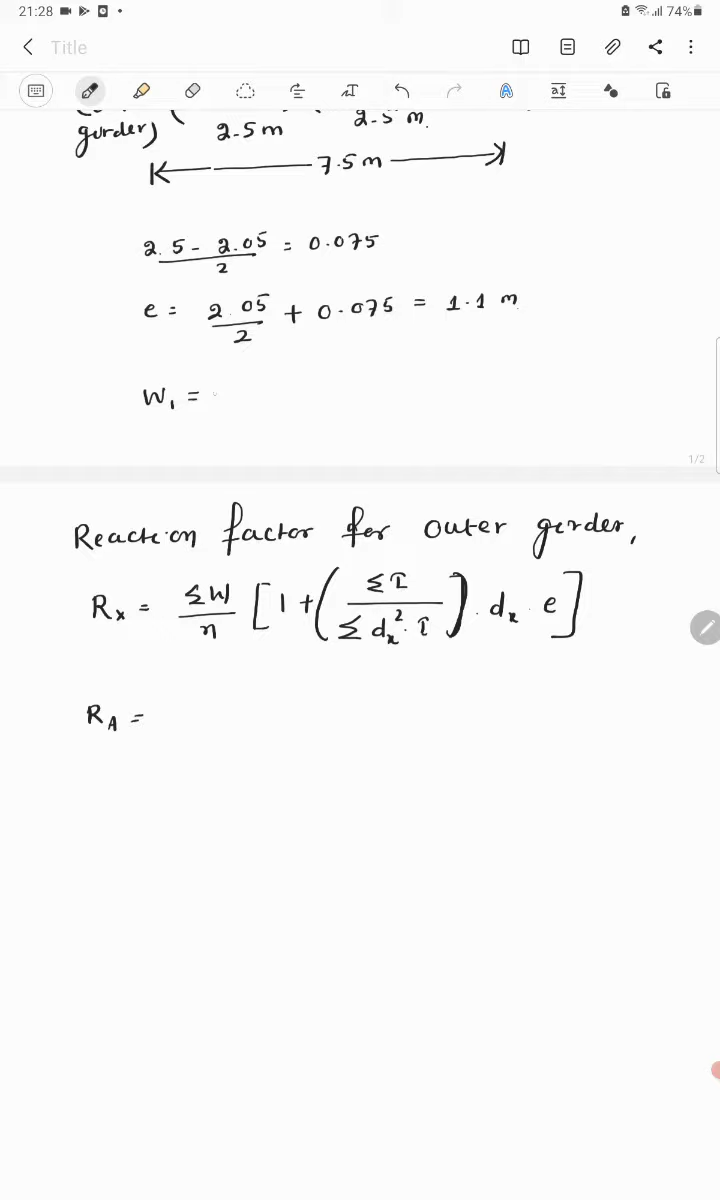 21:28 74%
Title
girder) ( 2.5 m 2.5 m.
7.5 m
2.5 - 2.05 / 2 = 0.075
e = 2.05 / 2 + 0.075 = 1.1 m
W₁ =
1/2
Reaction factor for outer girder,
Rₓ = ΣW / n [ 1 + ( ΣI / Σ dₓ² . I ) . dₓ . e ]
R_A =